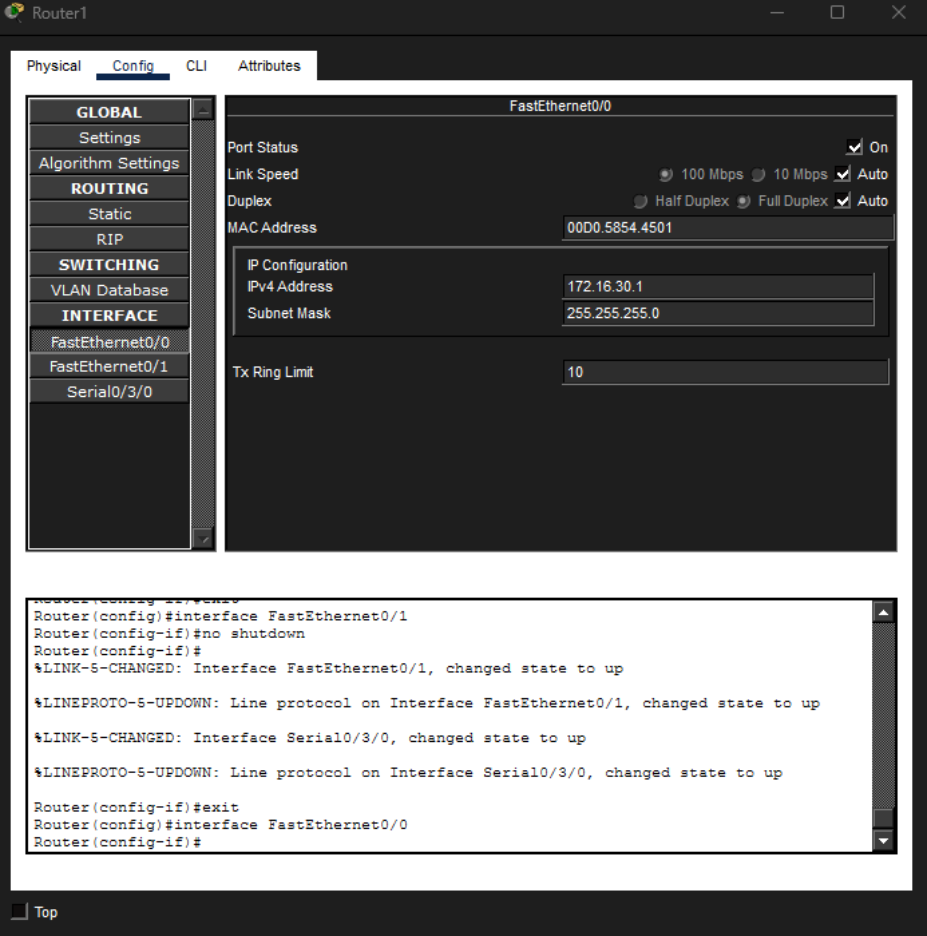 Router1
Physical Config CLI Attributes
GLOBAL
Settings
Algorithm Settings
ROUTING
Static
RIP
SWITCHING
VLAN Database
INTERFACE
FastEthernet0/0
FastEthernet0/1
Serial0/3/0
FastEthernet0/0
Port Status On
Link Speed 100 Mbps 10 Mbps Auto
Duplex Half Duplex Full Duplex Auto
MAC Address 00D0.5854.4501
IP Configuration
IPv4 Address 172.16.30.1
Subnet Mask 255.255.255.0
Tx Ring Limit 10
Router(config-if)#exit
Router(config)#interface FastEthernet0/1
Router(config-if)#no shutdown
Router(config-if)#
%LINK-5-CHANGED: Interface FastEthernet0/1, changed state to up
%LINEPROTO-5-UPDOWN: Line protocol on Interface FastEthernet0/1, changed state to up
%LINK-5-CHANGED: Interface Serial0/3/0, changed state to up
%LINEPROTO-5-UPDOWN: Line protocol on Interface Serial0/3/0, changed state to up
Router(config-if)#exit
Router(config)#interface FastEthernet0/0
Router(config-if)#
Top